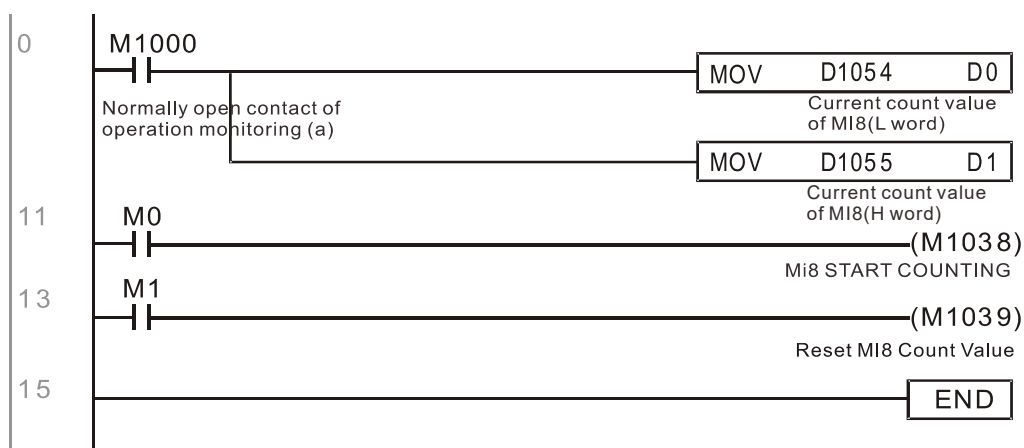 0
M1000
MOV D1054 D0
Normally open contact of
operation monitoring (a)
Current count value
of MI8(L word)
MOV D1055 D1
Current count value
of MI8(H word)
11
M0
(M1038)
Mi8 START COUNTING
13
M1
(M1039)
Reset MI8 Count Value
15
END